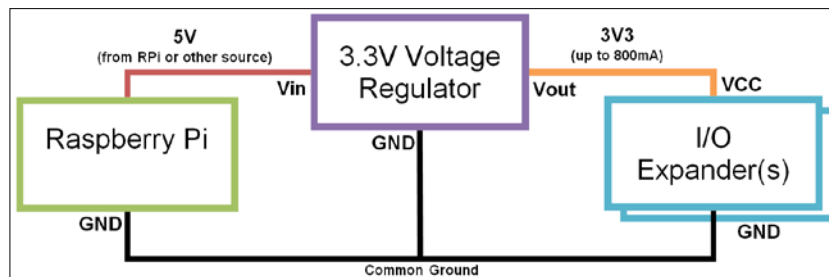 5V
(from RPi or other source)
3.3V Voltage
Regulator
3V3
(up to 800mA)
Vin
Vout
VCC
Raspberry Pi
GND
I/O
Expander(s)
GND
GND
Common Ground